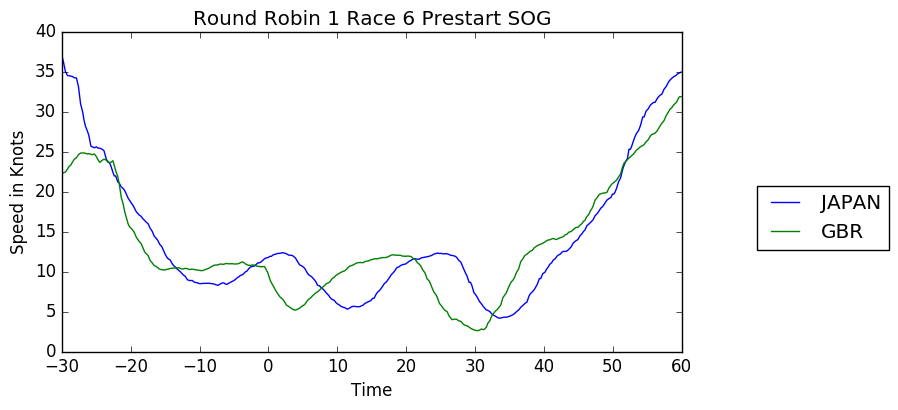 Round Robin 1 Race 6 Prestart SOG
40
35
30
25
20
15
10
5
0
Speed in Knots
−30 −20 −10 0 10 20 30 40 50 60
Time
JAPAN
GBR